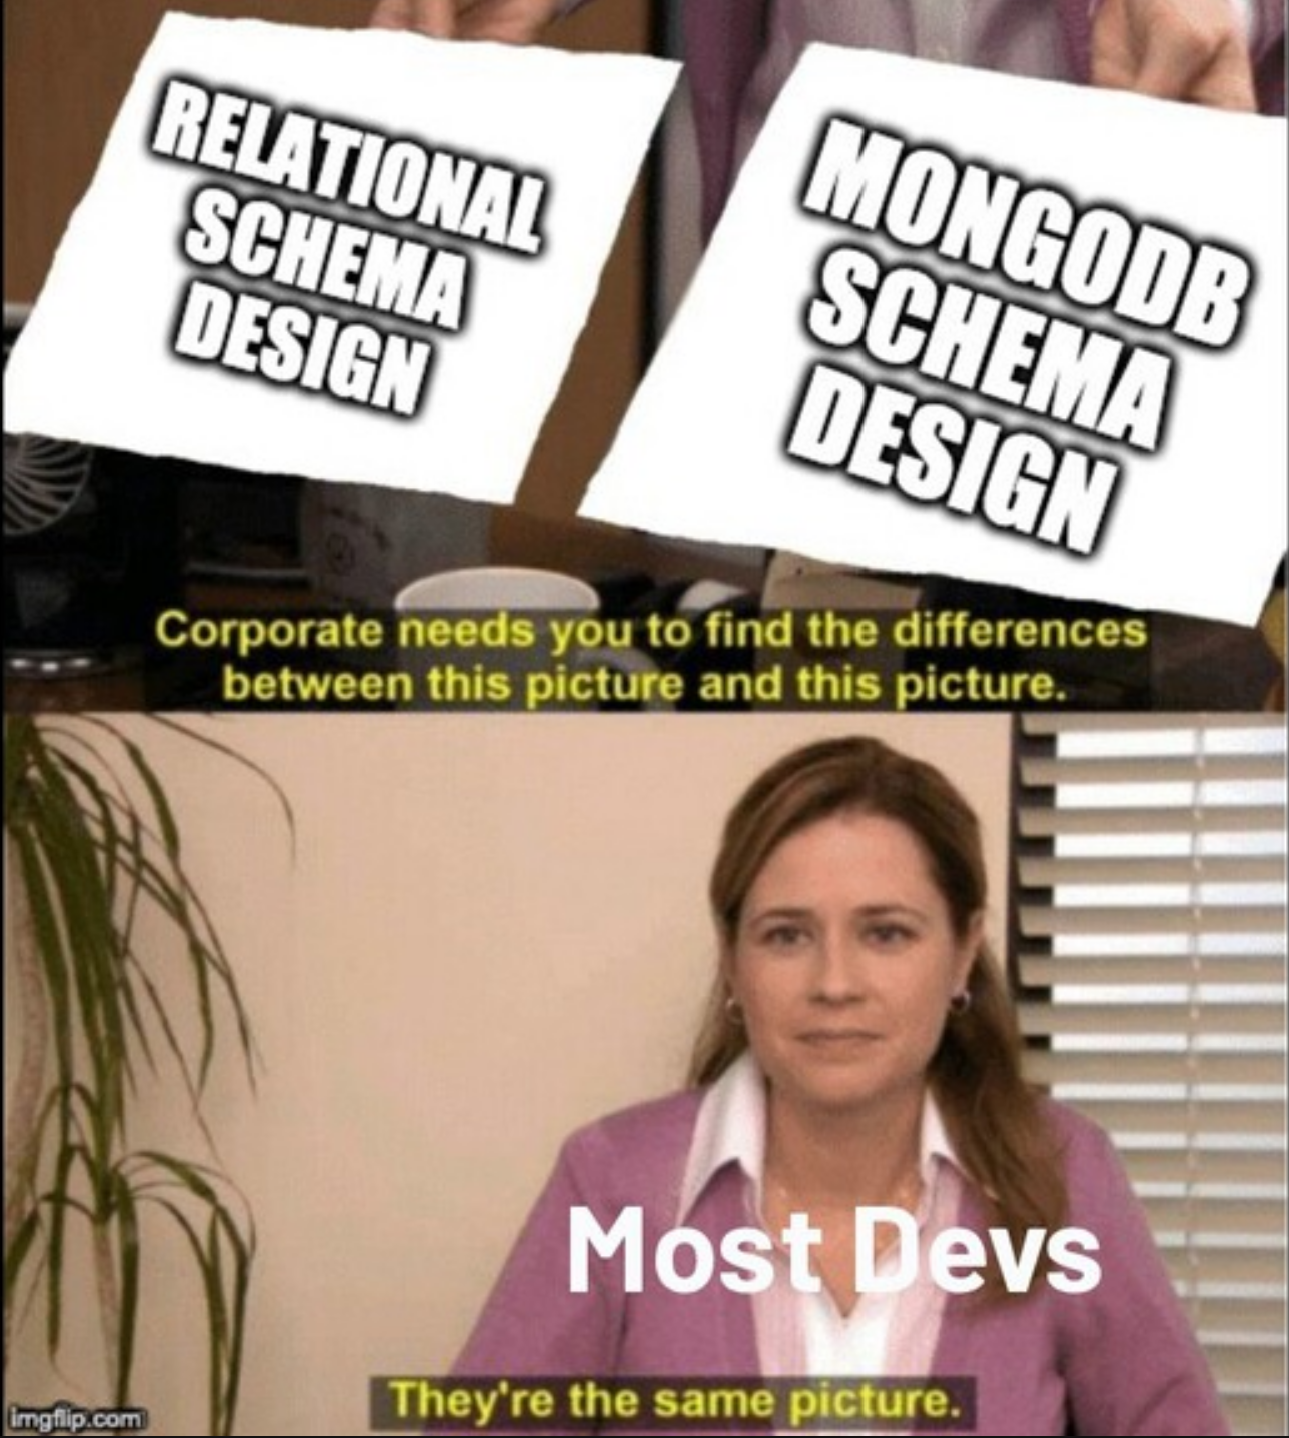 RELATIONAL
SCHEMA
DESIGN
MONGODB
SCHEMA
DESIGN
Corporate needs you to find the differences
between this picture and this picture.
Most Devs
They're the same picture.
imgflip.com